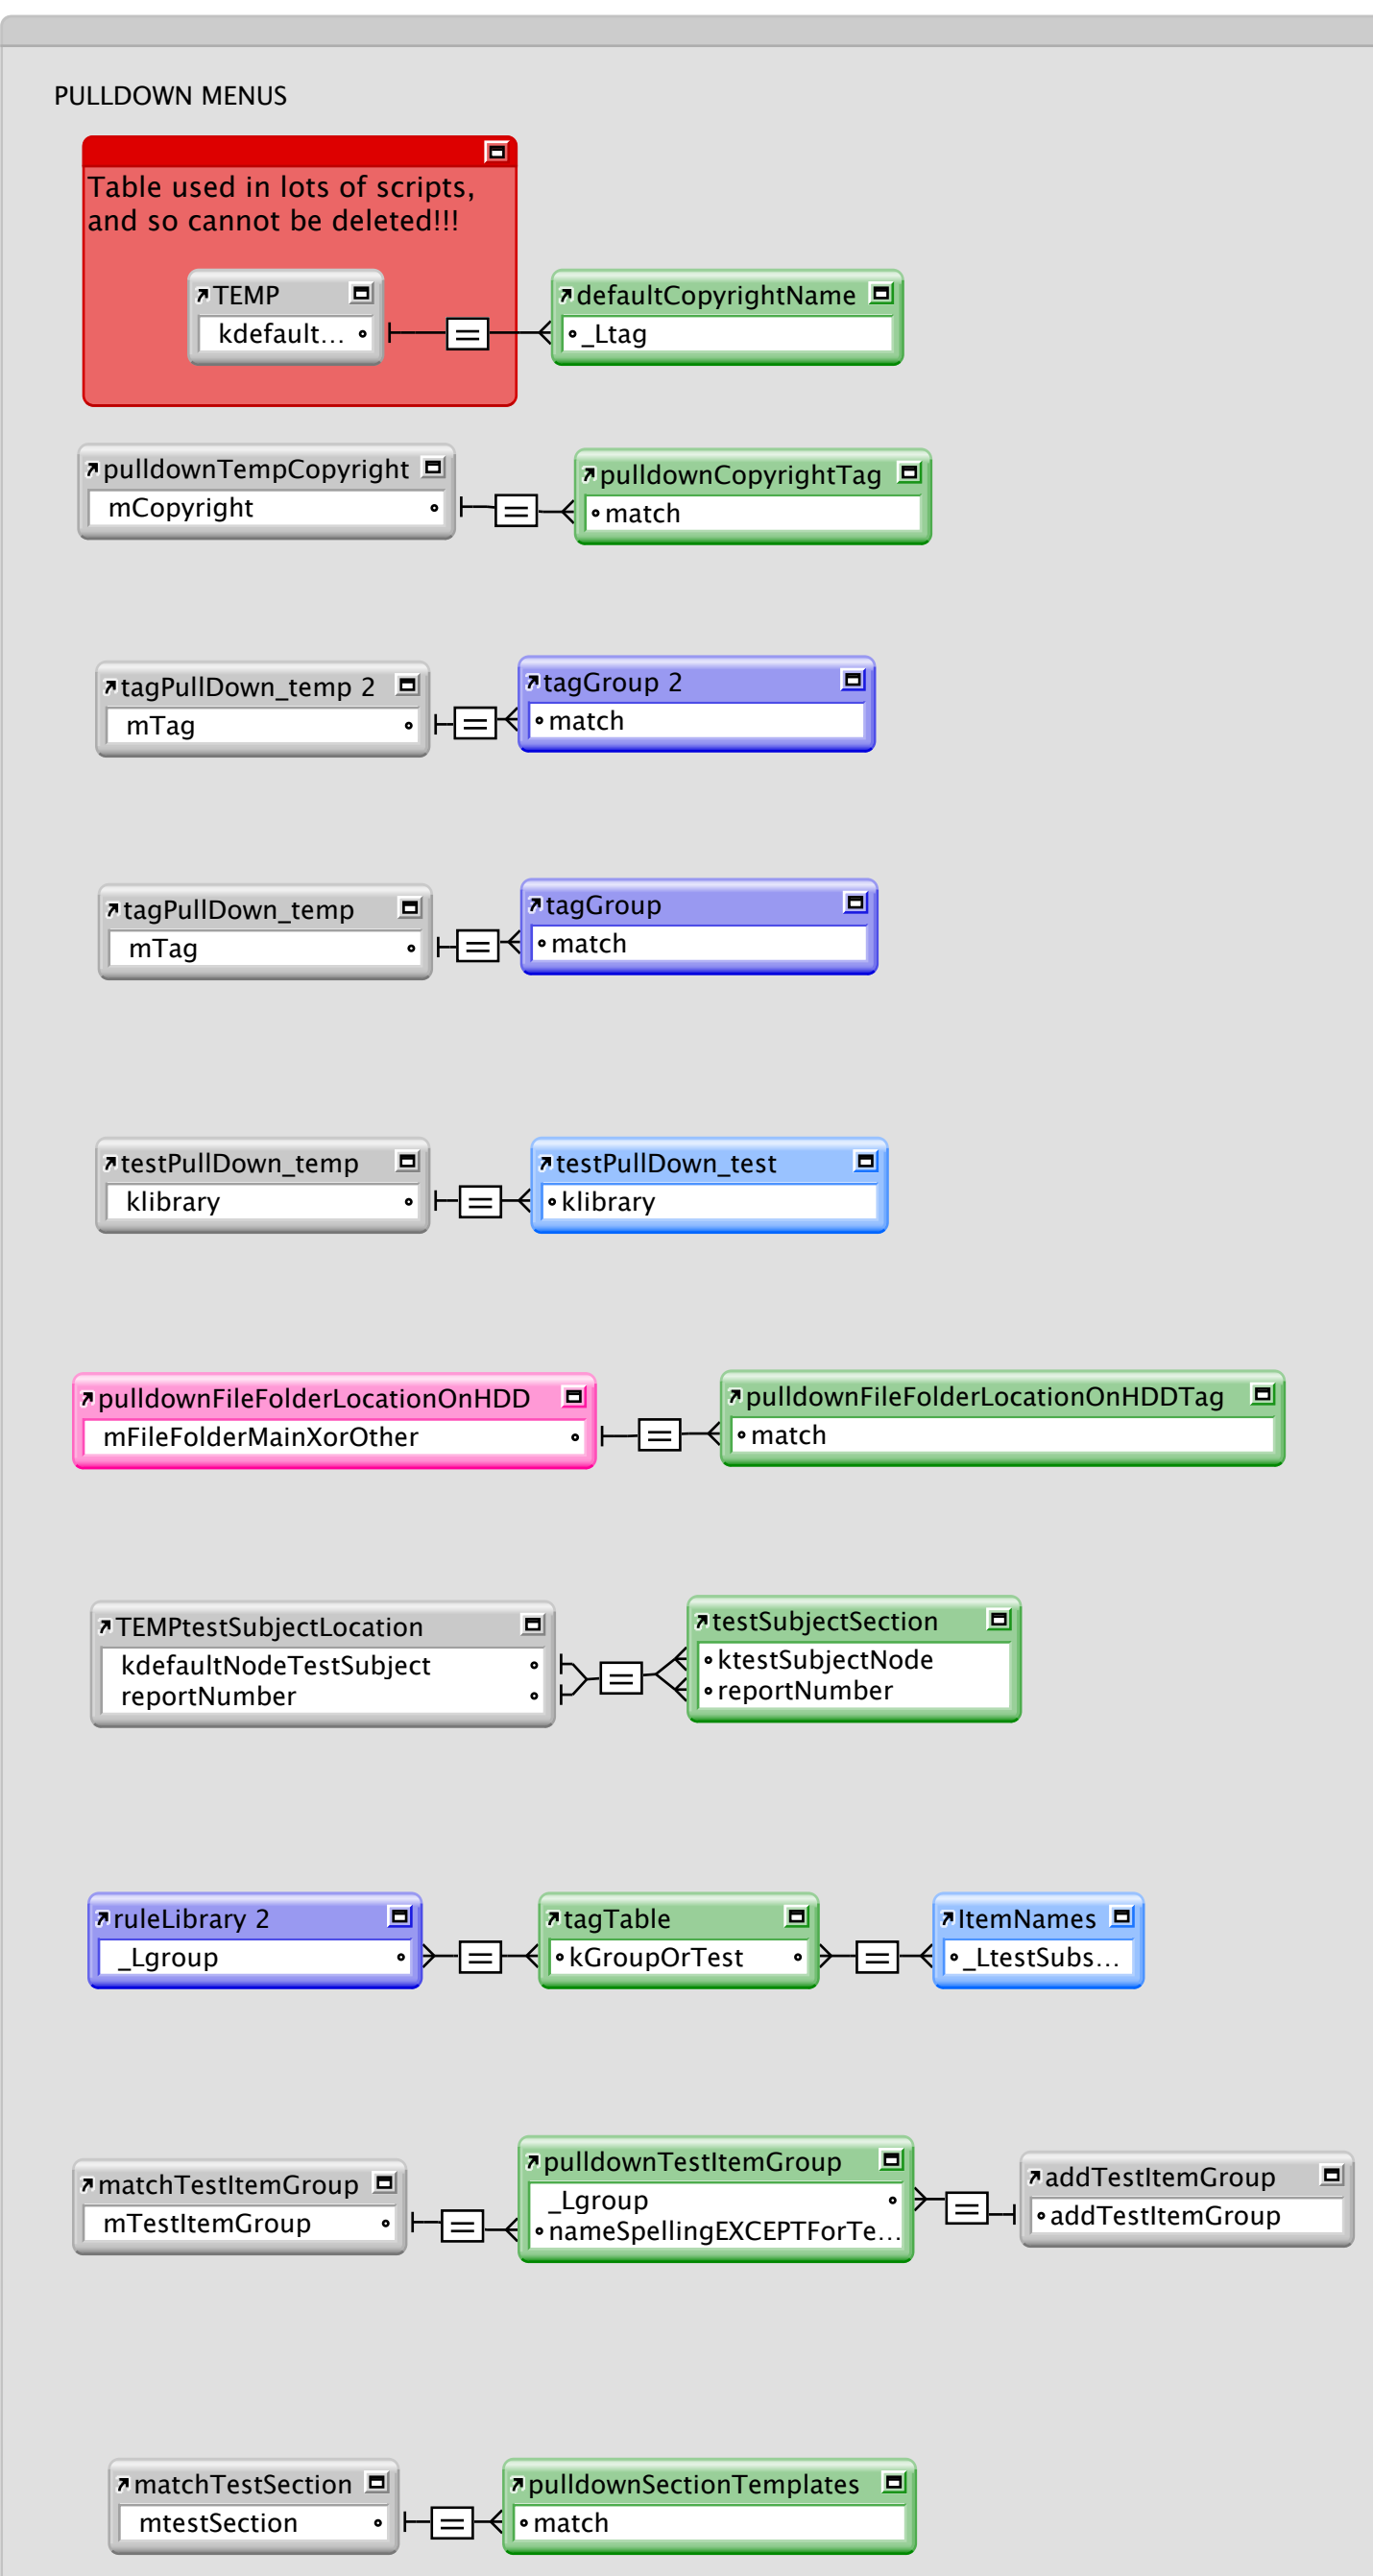 PULLDOWN MENUS
Table used in lots of scripts,
and so cannot be deleted!!!
TEMP
kdefault...
defaultCopyrightName
_Ltag
pulldownTempCopyright
mCopyright
pulldownCopyrightTag
match
tagPullDown_temp 2
mTag
tagGroup 2
match
tagPullDown_temp
mTag
tagGroup
match
testPullDown_temp
klibrary
testPullDown_test
klibrary
pulldownFileFolderLocationOnHDD
mFileFolderMainXorOther
pulldownFileFolderLocationOnHDDTag
match
TEMPtestSubjectLocation
kdefaultNodeTestSubject
reportNumber
testSubjectSection
ktestSubjectNode
reportNumber
ruleLibrary 2
_Lgroup
tagTable
kGroupOrTest
ItemNames
_LtestSubs...
matchTestItemGroup
mTestItemGroup
pulldownTestItemGroup
_Lgroup
nameSpellingEXCEPTForTe...
addTestItemGroup
addTestItemGroup
matchTestSection
mtestSection
pulldownSectionTemplates
match